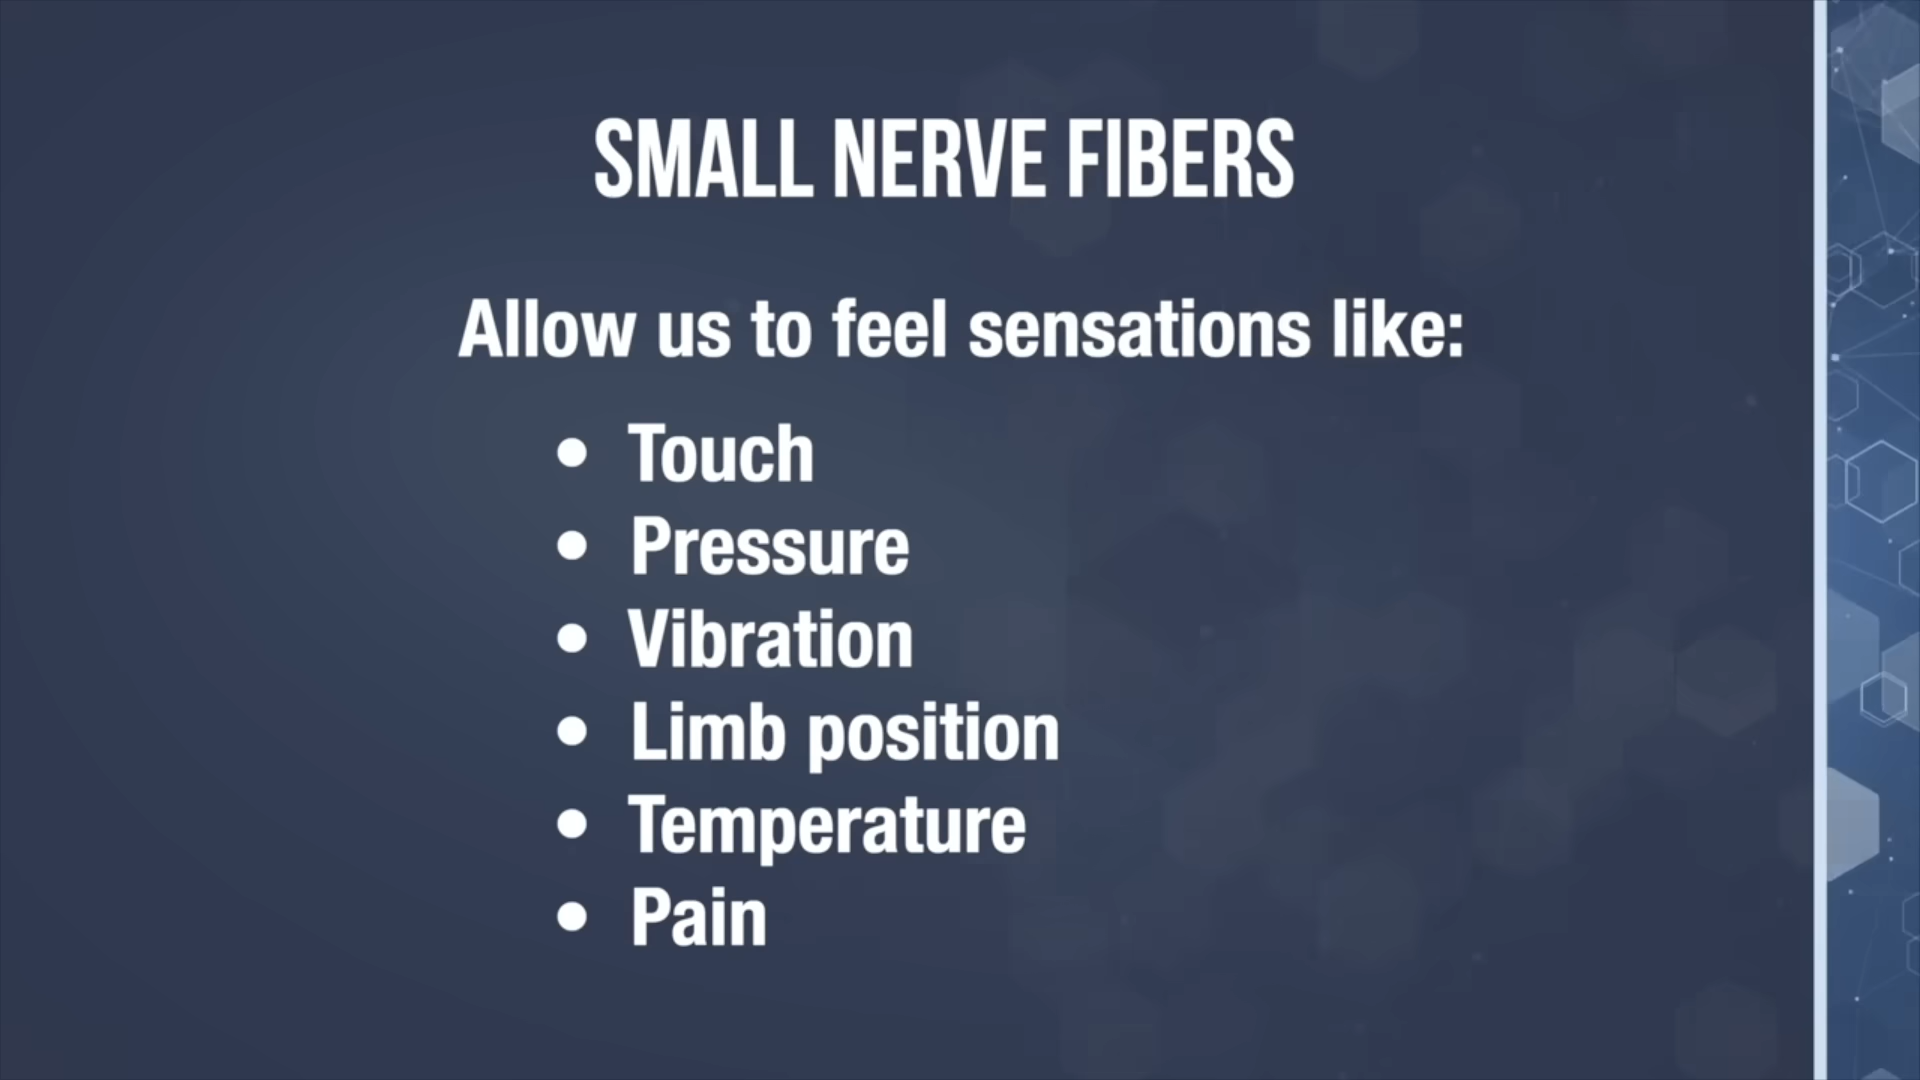 SMALL NERVE FIBERS
Allow us to feel sensations like:
• Touch
• Pressure
• Vibration
• Limb position
• Temperature
• Pain